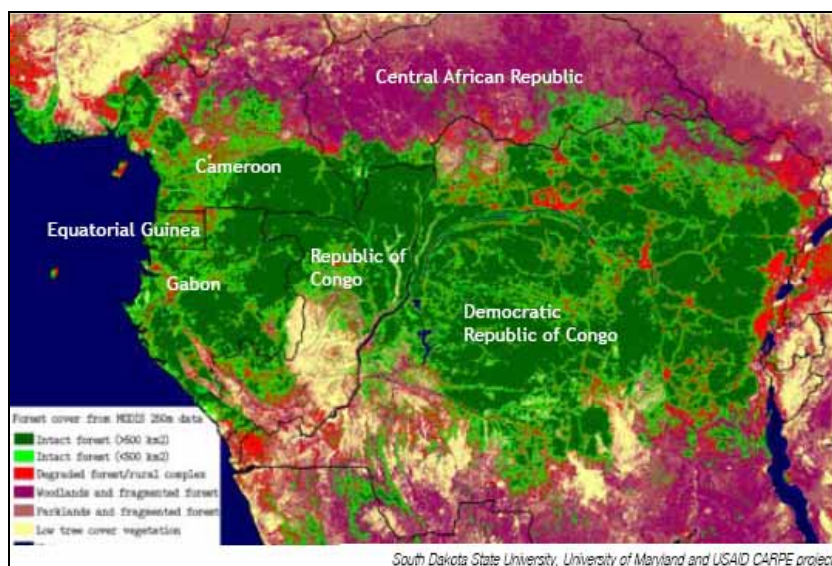 Central African Republic
Cameroon
Equatorial Guinea
Republic of
Congo
Gabon
Democratic
Republic of Congo
Forest cover from MODIS 250m data
Intact forest (>500 km2)
Intact forest (<500 km2)
Degraded forest/rural complex
Woodlands and fragmented forest
Parklands and fragmented forest
Low tree cover vegetation
South Dakota State University, University of Maryland and USAID CARPE project